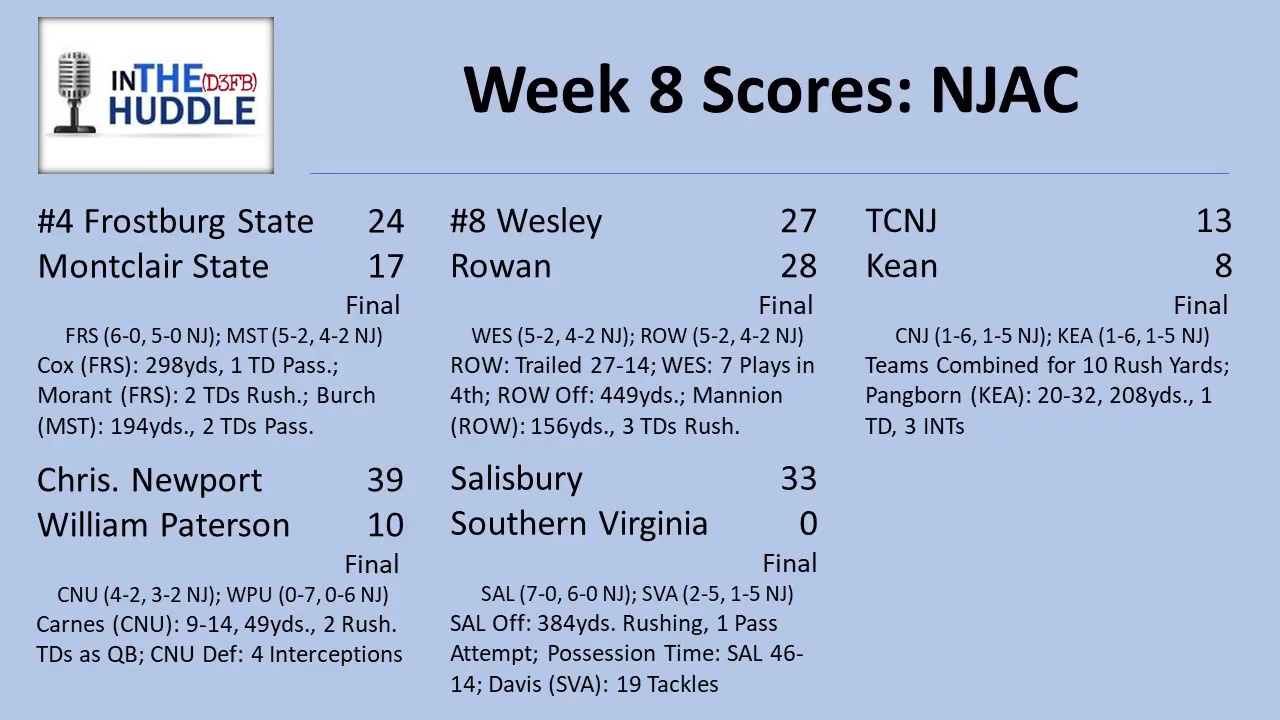 INTHE(D3FB)
HUDDLE
Week 8 Scores: NJAC
#4 Frostburg State 24
Montclair State 17
Final
FRS (6-0, 5-0 NJ); MST (5-2, 4-2 NJ)
Cox (FRS): 298yds, 1 TD Pass.;
Morant (FRS): 2 TDs Rush.; Burch
(MST): 194yds., 2 TDs Pass.
#8 Wesley 27
Rowan 28
Final
WES (5-2, 4-2 NJ); ROW (5-2, 4-2 NJ)
ROW: Trailed 27-14; WES: 7 Plays in
4th; ROW Off: 449yds.; Mannion
(ROW): 156yds., 3 TDs Rush.
TCNJ 13
Kean 8
Final
CNJ (1-6, 1-5 NJ); KEA (1-6, 1-5 NJ)
Teams Combined for 10 Rush Yards;
Pangborn (KEA): 20-32, 208yds., 1
TD, 3 INTs
Chris. Newport 39
William Paterson 10
Final
CNU (4-2, 3-2 NJ); WPU (0-7, 0-6 NJ)
Carnes (CNU): 9-14, 49yds., 2 Rush.
TDs as QB; CNU Def: 4 Interceptions
Salisbury 33
Southern Virginia 0
Final
SAL (7-0, 6-0 NJ); SVA (2-5, 1-5 NJ)
SAL Off: 384yds. Rushing, 1 Pass
Attempt; Possession Time: SAL 46-
14; Davis (SVA): 19 Tackles